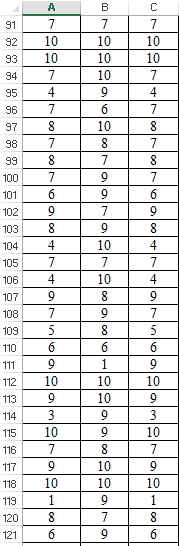 A B C
91 7 7 7
92 10 10 10
93 10 10 10
94 7 10 7
95 4 9 4
96 7 6 7
97 8 10 8
98 7 8 7
99 8 7 8
100 7 9 7
101 6 9 6
102 9 7 9
103 8 9 8
104 4 10 4
105 7 7 7
106 4 10 4
107 9 8 9
108 7 9 7
109 5 8 5
110 6 6 6
111 9 1 9
112 10 10 10
113 9 10 9
114 3 9 3
115 10 9 10
116 7 8 7
117 9 10 9
118 10 10 10
119 1 9 1
120 8 7 8
121 6 9 6